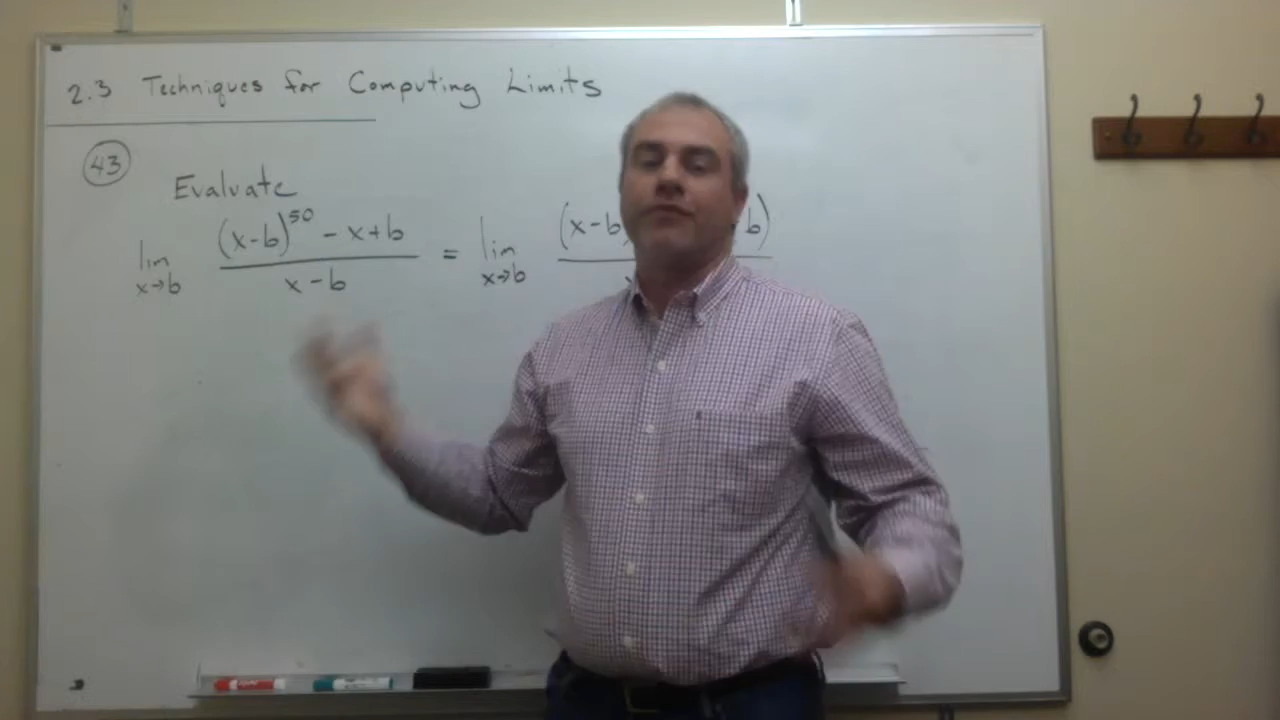 2.3 Techniques for Computing Limits
43
Evaluate
lim x→b (x-b)^50 - x+b / x-b = lim x→b (x-b b)